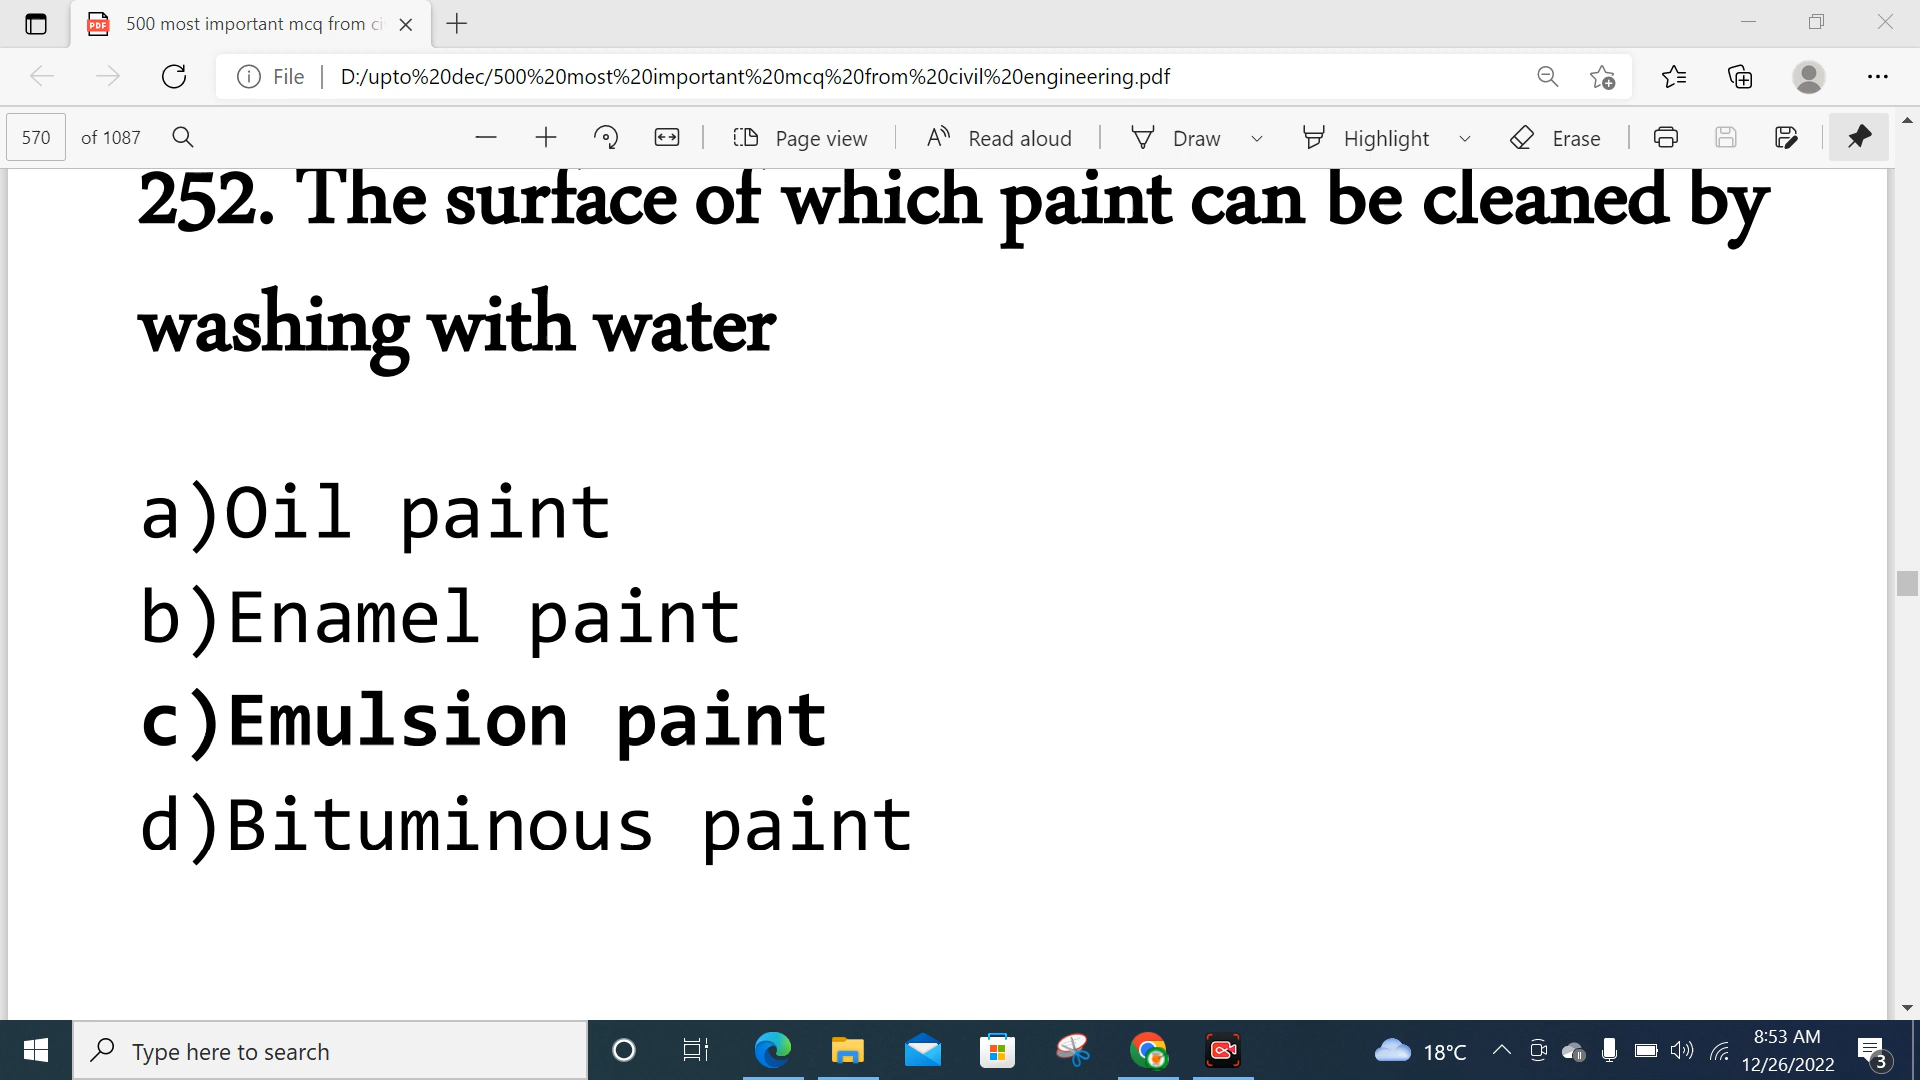 500 most important mcq from ci
File
D:/upto%20dec/500%20most%20important%20mcq%20from%20civil%20engineering.pdf
570 of 1087
Page view
Read aloud
Draw
Highlight
Erase
252. The surface of which paint can be cleaned by
washing with water
a)Oil paint
b)Enamel paint
c)Emulsion paint
d)Bituminous paint
Type here to search
18°C
8:53 AM
12/26/2022
3